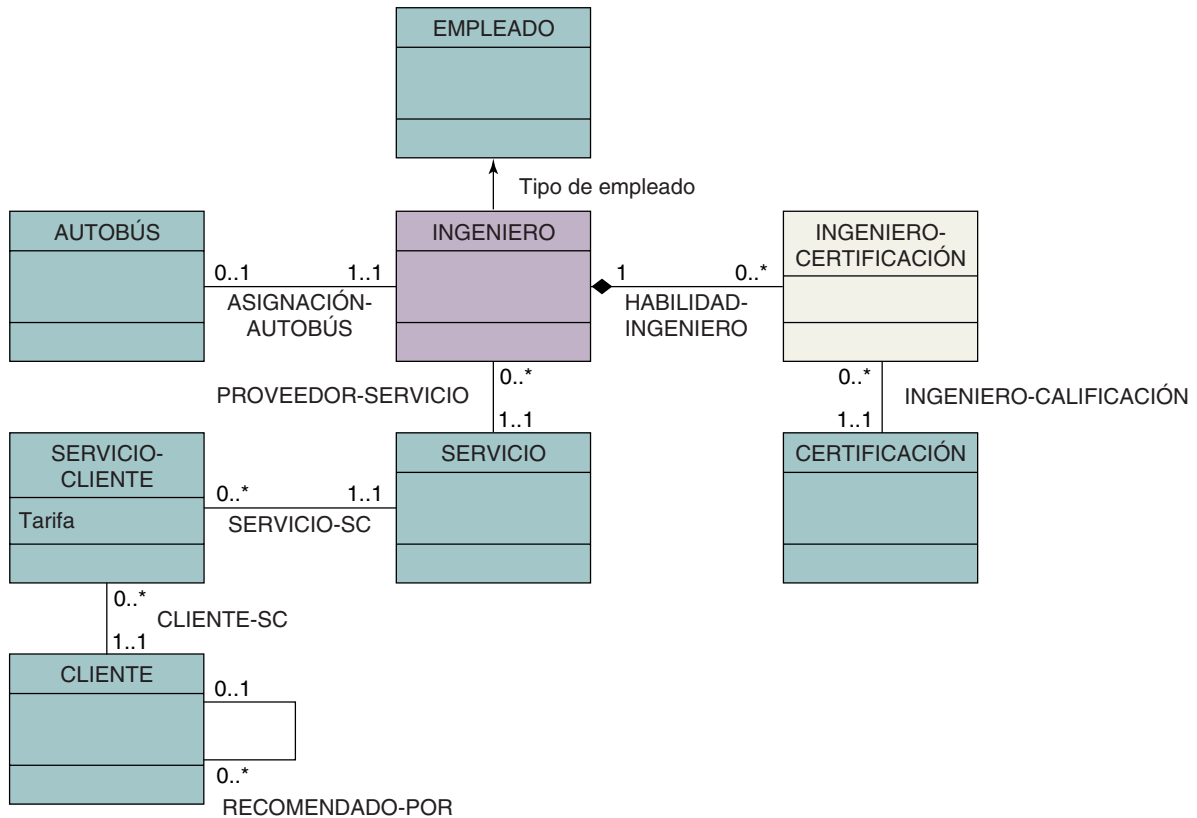 EMPLEADO
Tipo de empleado
AUTOBÚS
INGENIERO
INGENIERO-
CERTIFICACIÓN
0..1
1..1
ASIGNACIÓN-
AUTOBÚS
1
0..*
HABILIDAD-
INGENIERO
0..*
PROVEEDOR-SERVICIO
1..1
0..*
INGENIERO-CALIFICACIÓN
1..1
SERVICIO-
CLIENTE
Tarifa
SERVICIO
CERTIFICACIÓN
0..*
1..1
SERVICIO-SC
0..*
CLIENTE-SC
1..1
CLIENTE
0..1
0..*
RECOMENDADO-POR